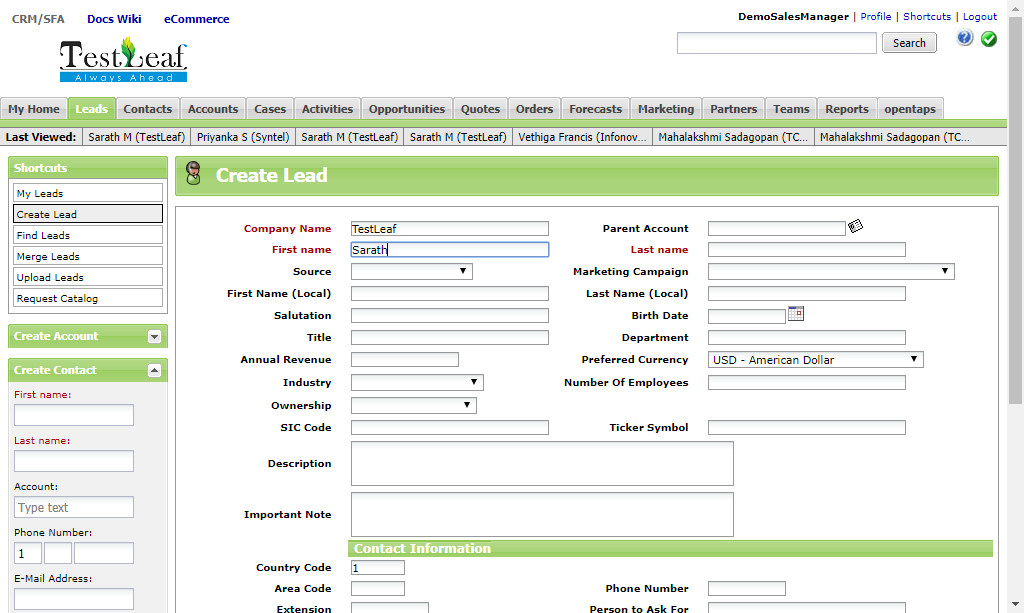 CRM/SFA Docs Wiki eCommerce
DemoSalesManager | Profile | Shortcuts | Logout
TestLeaf
Always Ahead
Search
My Home Leads Contacts Accounts Cases Activities Opportunities Quotes Orders Forecasts Marketing Partners Teams Reports opentaps
Last Viewed: Sarath M (TestLeaf) Priyanka S (Syntel) Sarath M (TestLeaf) Sarath M (TestLeaf) Vethiga Francis (Infonov... Mahalakshmi Sadagopan (TC... Mahalakshmi Sadagopan (TC...
Shortcuts
My Leads
Create Lead
Find Leads
Merge Leads
Upload Leads
Request Catalog
Create Account
Create Contact
First name:
Last name:
Account:
Type text
Phone Number:
1
E-Mail Address:
Create Lead
Company Name TestLeaf Parent Account
First name Sarath Last name
Source Marketing Campaign
First Name (Local) Last Name (Local)
Salutation Birth Date
Title Department
Annual Revenue Preferred Currency USD - American Dollar
Industry Number Of Employees
Ownership
SIC Code Ticker Symbol
Description
Important Note
Contact Information
Country Code 1
Area Code Phone Number
Extension Person to Ask For